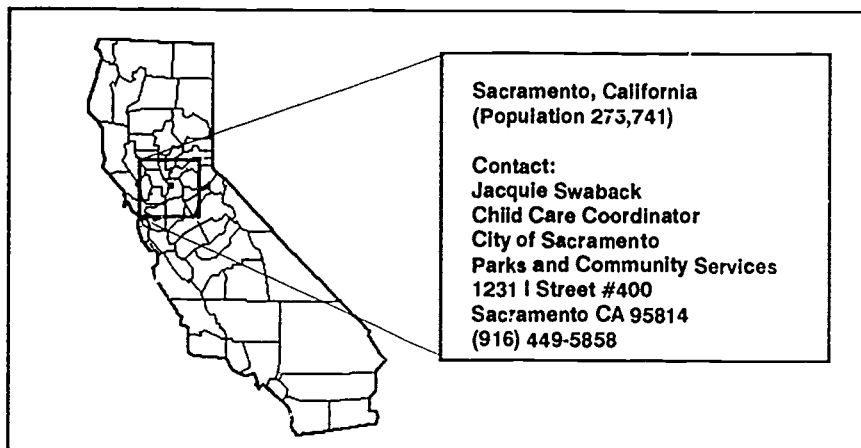 Sacramento, California
(Population 273,741)
Contact:
Jacquie Swaback
Child Care Coordinator
City of Sacramento
Parks and Community Services
1231 I Street #400
Sacramento CA 95814
(916) 449-5858